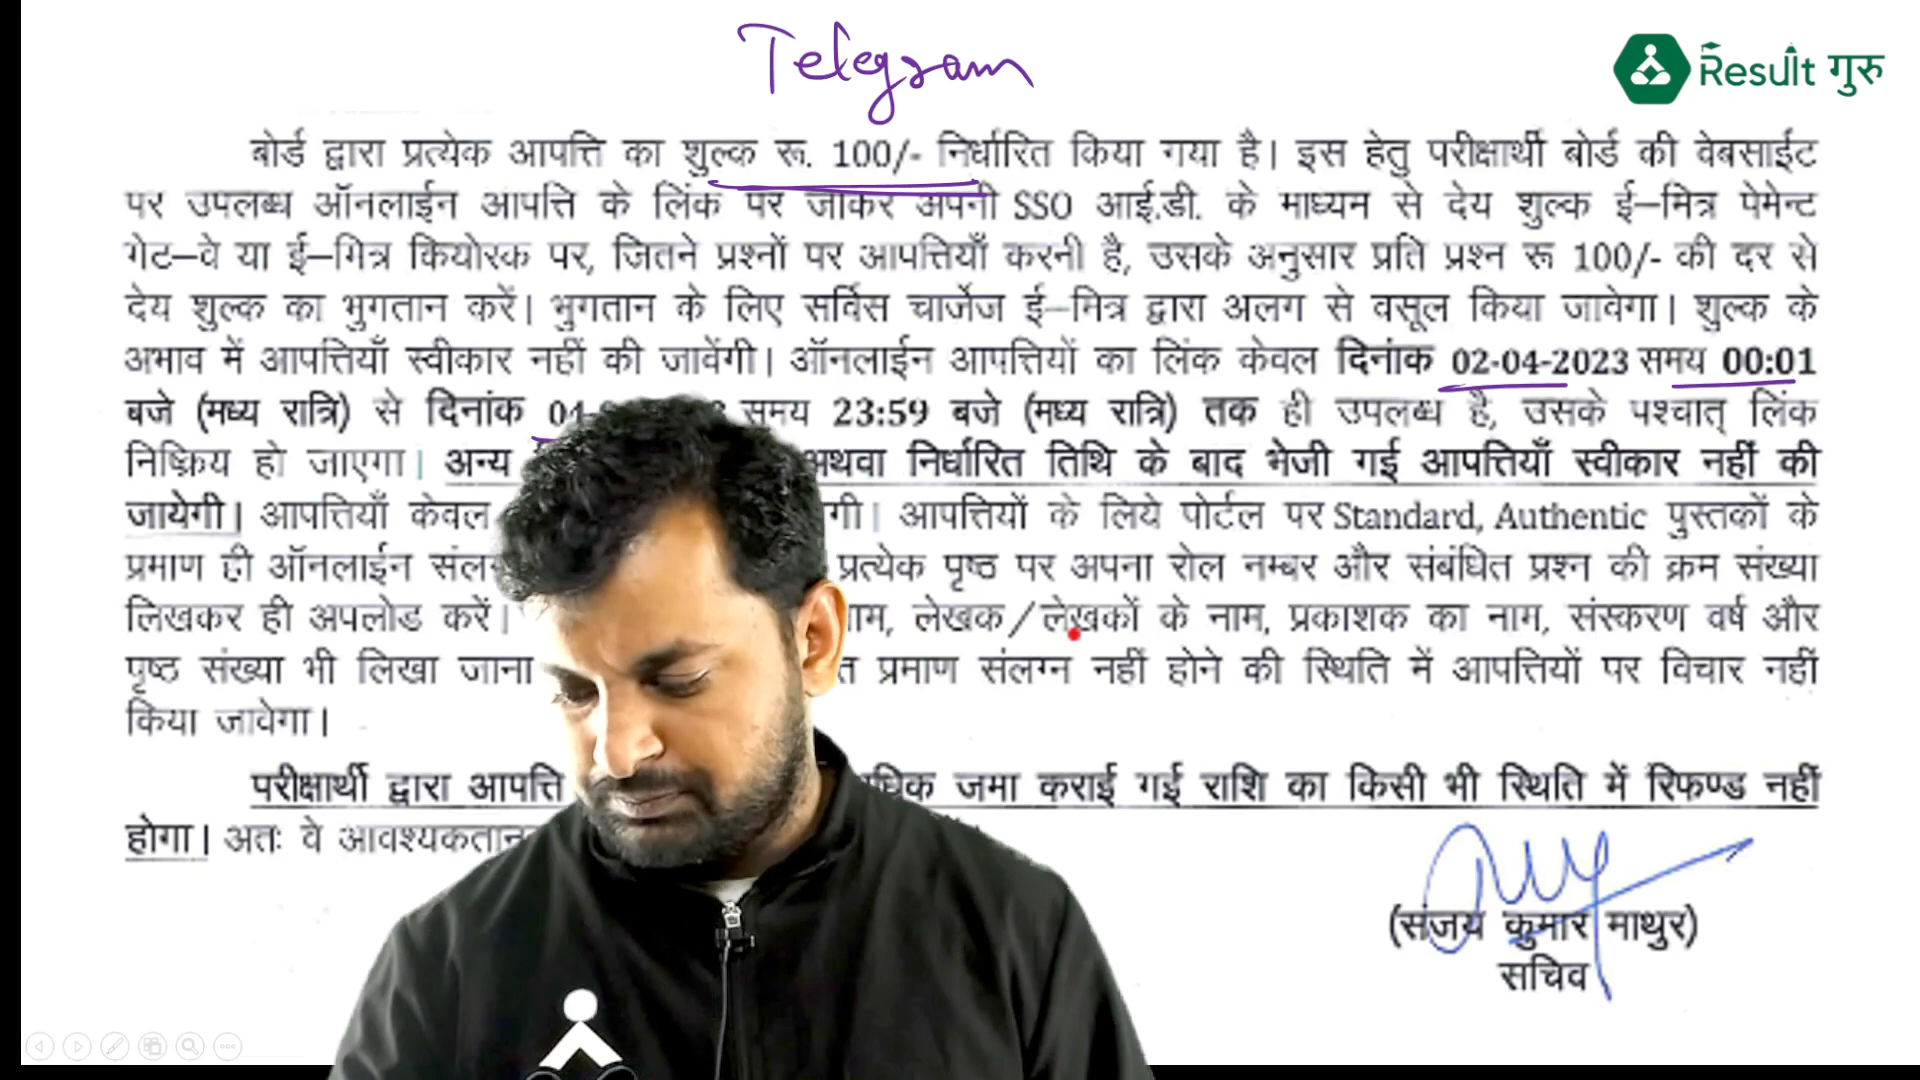 Telegram
Result गुरु
बोर्ड द्वारा प्रत्येक आपत्ति का शुल्क रू. 100/- निर्धारित किया गया है। इस हेतु परीक्षार्थी बोर्ड की वेबसाईट
पर उपलब्ध ऑनलाईन आपत्ति के लिंक पर जाकर अपनी SSO आई.डी. के माध्यम से देय शुल्क ई–मित्र पेमेन्ट
गेट–वे या ई–मित्र कियोस्क पर, जितने प्रश्नों पर आपत्तियाँ करनी है, उसके अनुसार प्रति प्रश्न रू 100/- की दर से
देय शुल्क का भुगतान करें। भुगतान के लिए सर्विस चार्जेज ई–मित्र द्वारा अलग से वसूल किया जावेगा। शुल्क के
अभाव में आपत्तियाँ स्वीकार नहीं की जावेंगी। ऑनलाईन आपत्तियों का लिंक केवल दिनांक 02-04-2023 समय 00:01
बजे (मध्य रात्रि) से दिनांक समय 23:59 बजे (मध्य रात्रि) तक ही उपलब्ध है, उसके पश्चात् लिंक
निष्क्रिय हो जाएगा। अन्य अथवा निर्धारित तिथि के बाद भेजी गई आपत्तियाँ स्वीकार नहीं की
जायेगी। आपत्तियाँ केवल आपत्तियों के लिये पोर्टल पर Standard, Authentic पुस्तकों के
प्रमाण ही ऑनलाईन प्रत्येक पृष्ठ पर अपना रोल नम्बर और संबंधित प्रश्न की क्रम संख्या
लिखकर ही अपलोड करें। लेखक/लेखकों के नाम, प्रकाशक का नाम, संस्करण वर्ष और
पृष्ठ संख्या भी लिखा जाना प्रमाण संलग्न नहीं होने की स्थिति में आपत्तियों पर विचार नहीं
किया जावेगा।
परीक्षार्थी द्वारा आपत्ति जमा कराई गई राशि का किसी भी स्थिति में रिफण्ड नहीं
होगा। अतः वे
(संजय कुमार माथुर)
सचिव